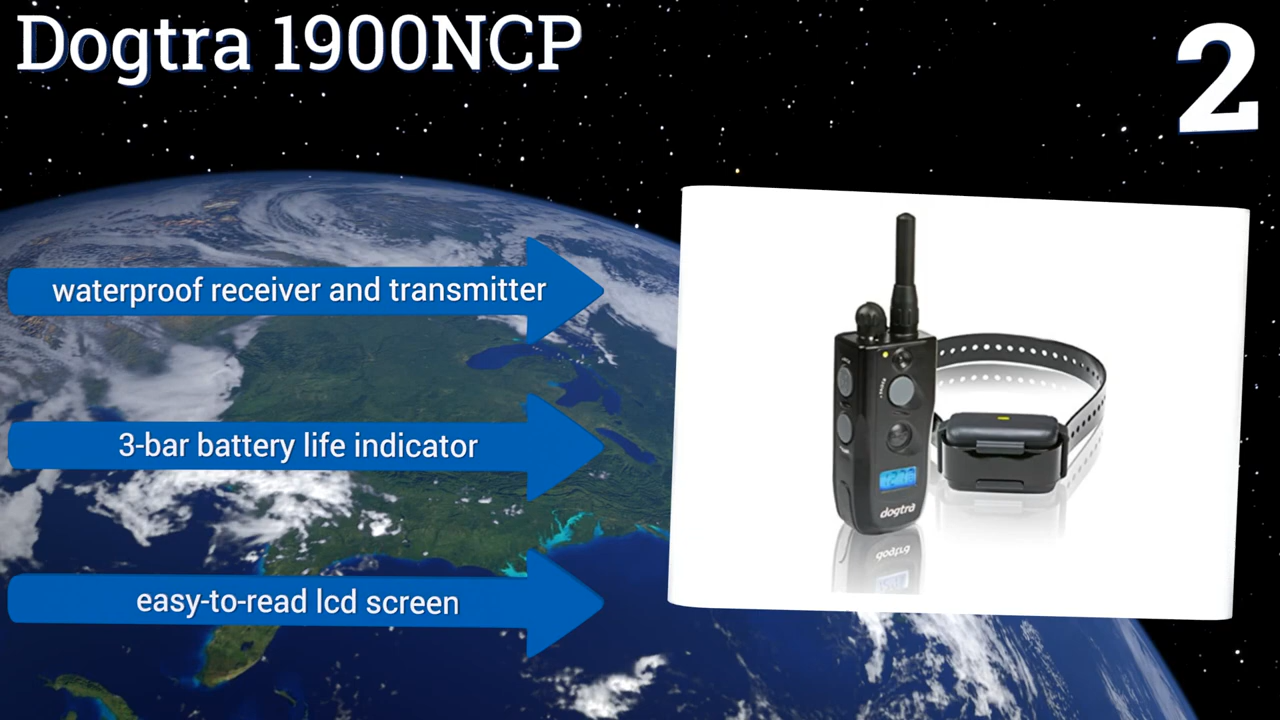 Dogtra 1900NCP
2
waterproof receiver and transmitter
3-bar battery life indicator
easy-to-read lcd screen
dogtra